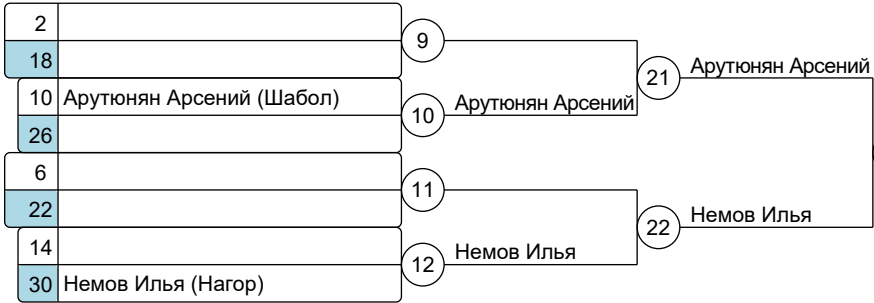 2
9
18
21 Арутюнян Арсений
10 Арутюнян Арсений (Шабол)
10 Арутюнян Арсений
26
6
11
22
22 Немов Илья
14
12 Немов Илья
30 Немов Илья (Нагор)